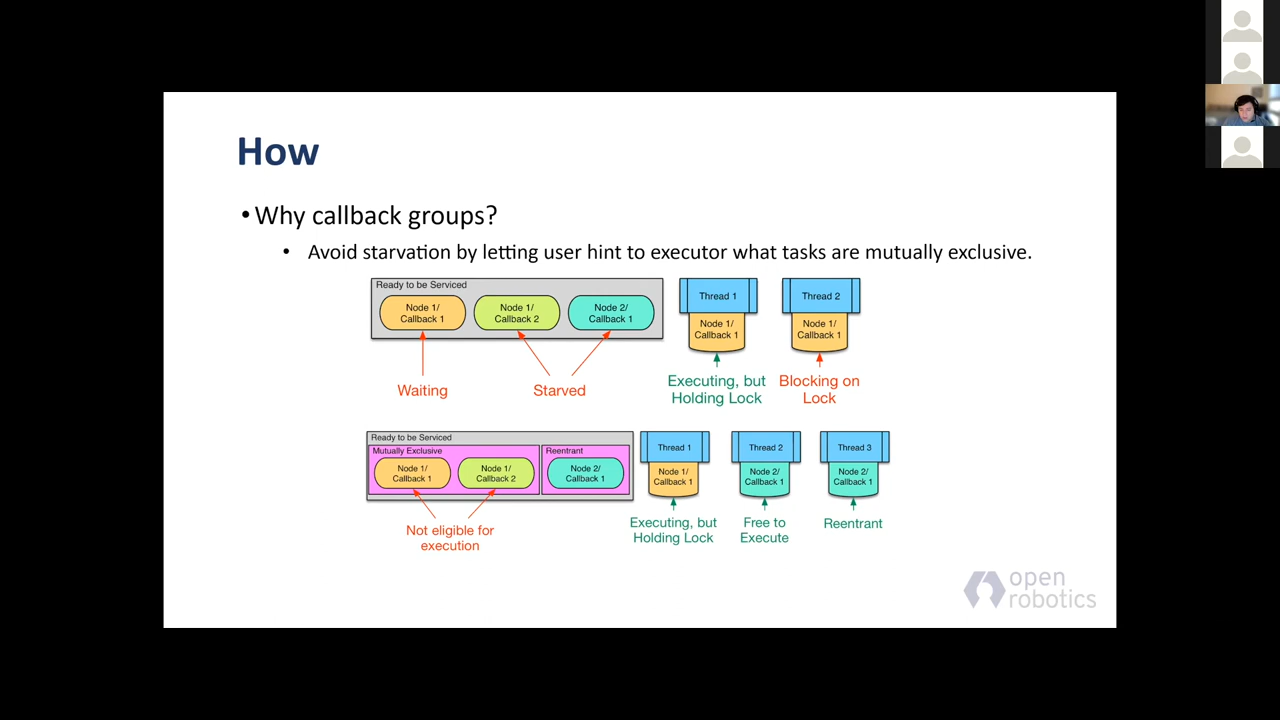 How
• Why callback groups?
• Avoid starvation by letting user hint to executor what tasks are mutually exclusive.
Ready to be Serviced
Node 1/
Callback 1
Node 1/
Callback 2
Node 2/
Callback 1
Thread 1
Node 1/
Callback 1
Thread 2
Node 1/
Callback 1
Waiting
Starved
Executing, but
Holding Lock
Blocking on
Lock
Ready to be Serviced
Mutually Exclusive
Node 1/
Callback 1
Node 1/
Callback 2
Reentrant
Node 2/
Callback 1
Thread 1
Node 1/
Callback 1
Thread 2
Node 2/
Callback 1
Thread 3
Node 2/
Callback 1
Not eligible for
execution
Executing, but
Holding Lock
Free to
Execute
Reentrant
open
robotics